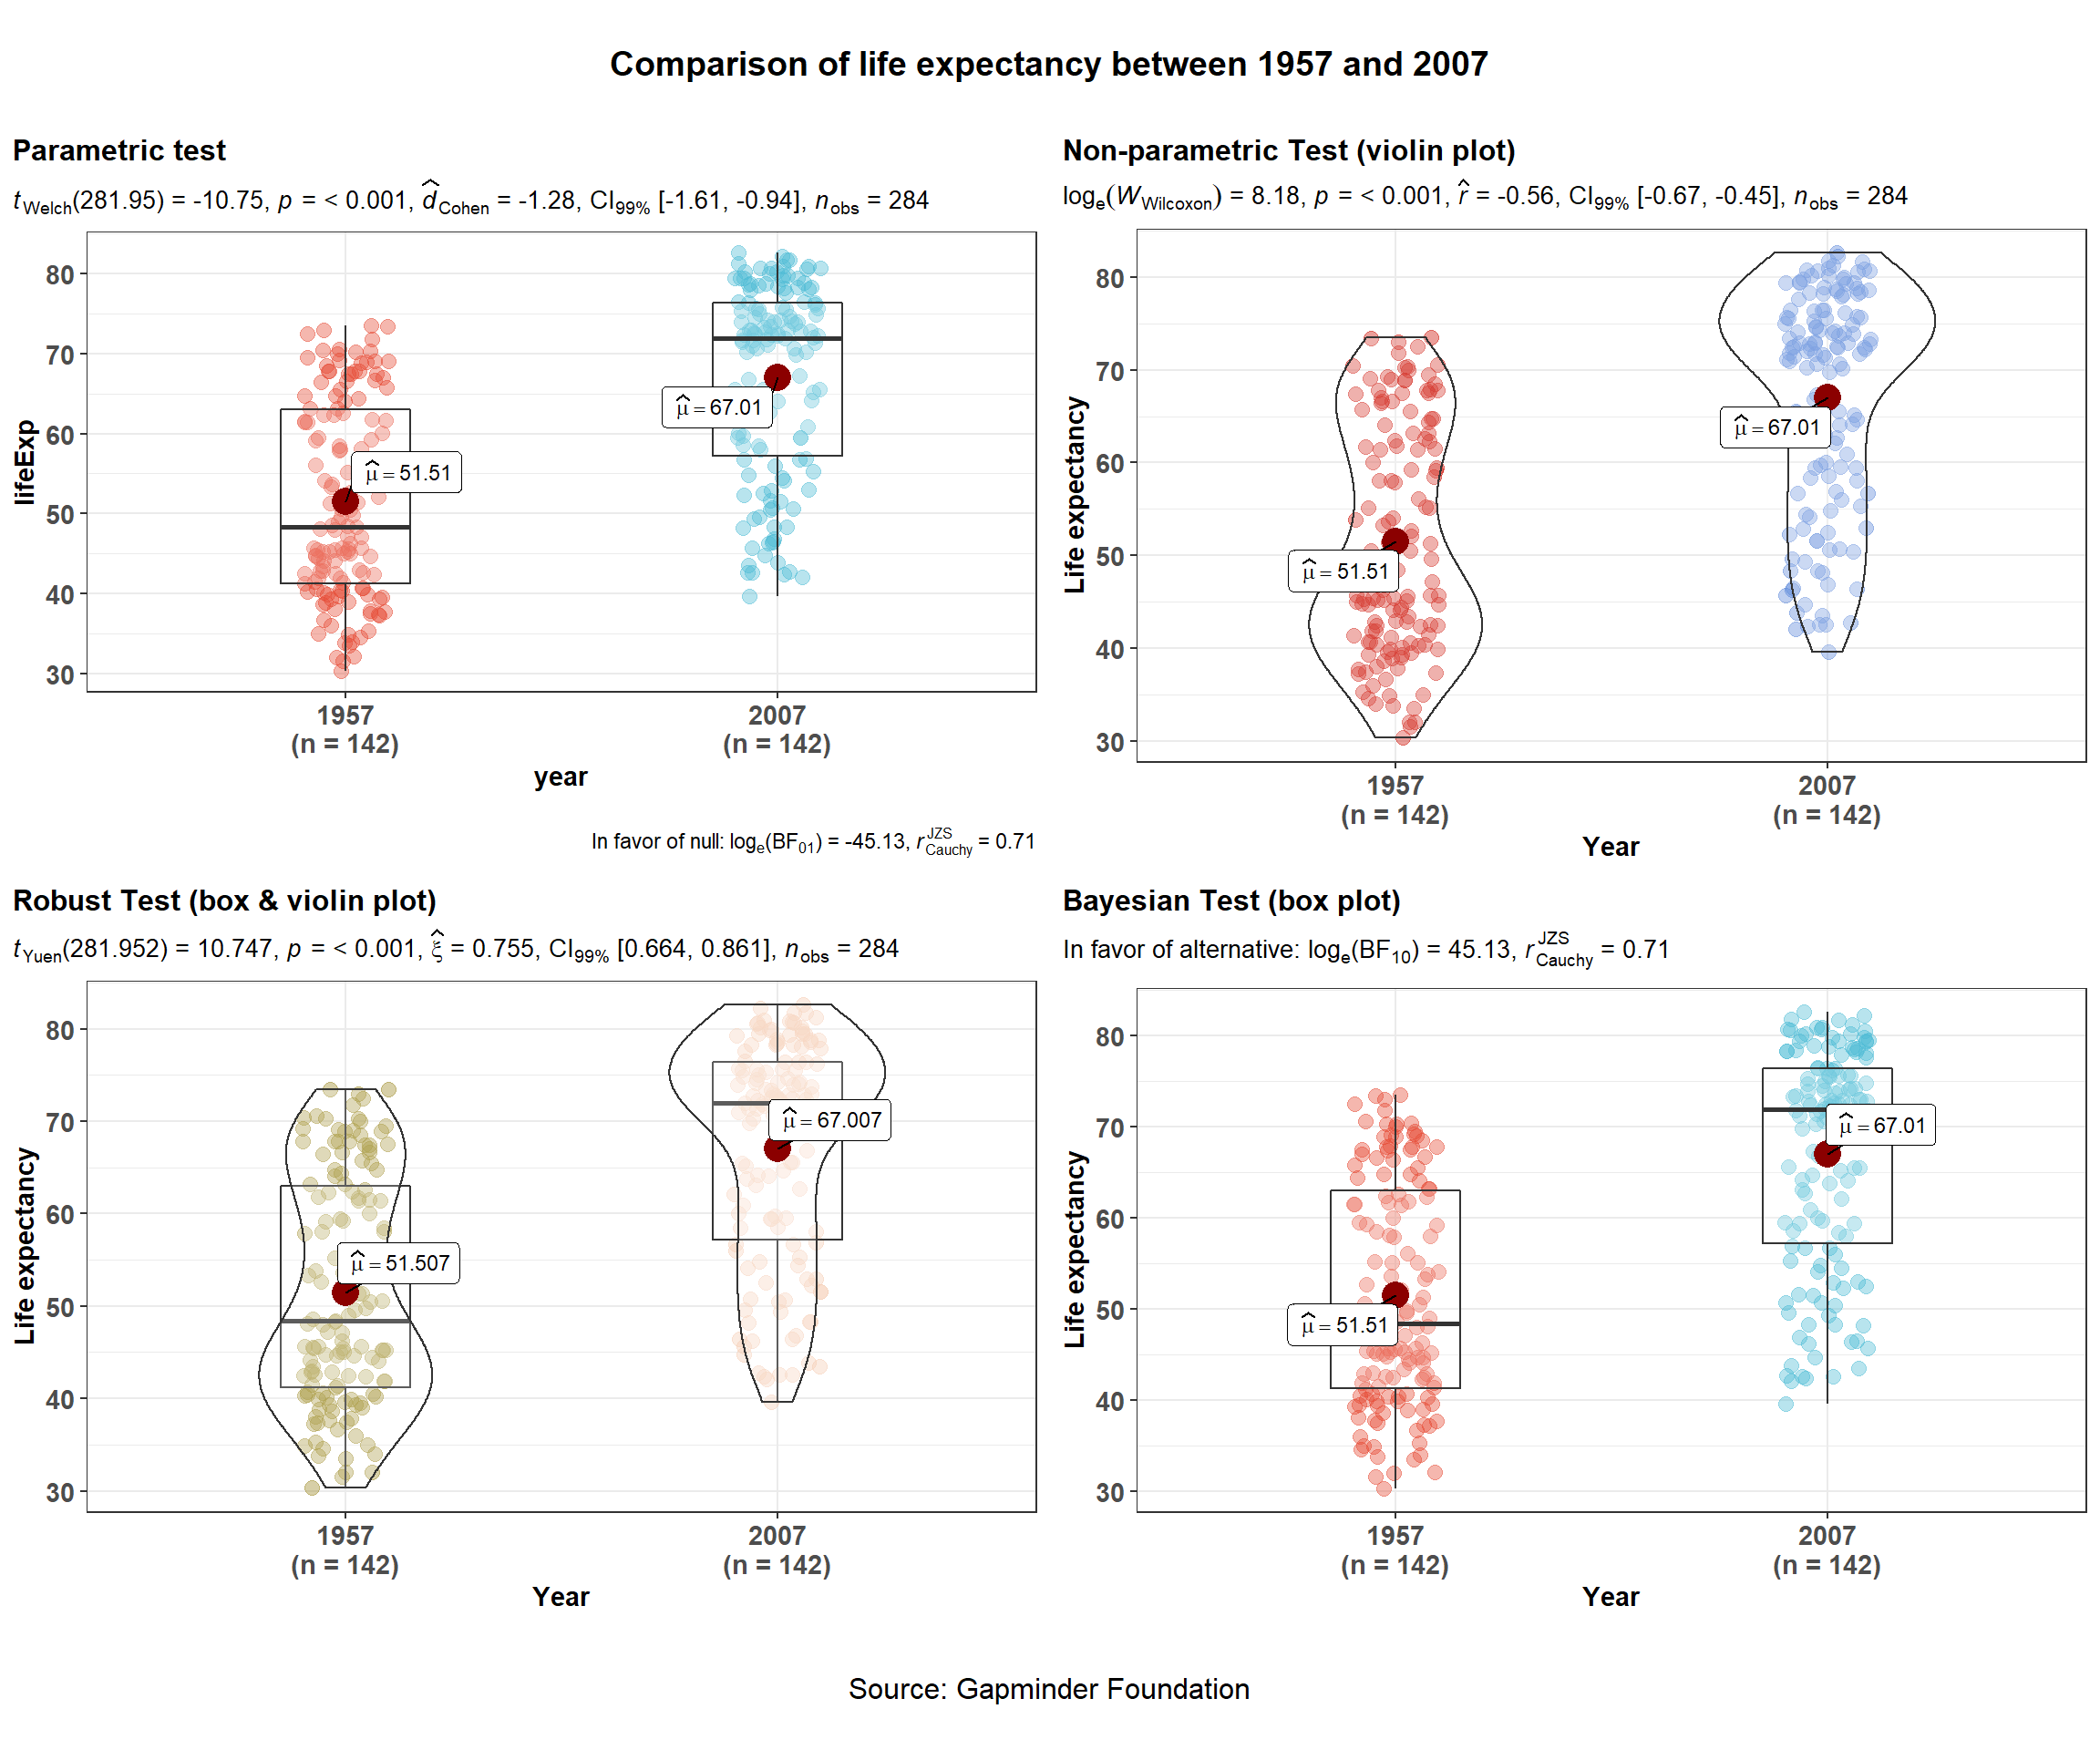 Comparison of life expectancy between 1957 and 2007
Parametric test
t_Welch(281.95) = -10.75, p = < 0.001, d̂_Cohen = -1.28, CI_99% [-1.61, -0.94], n_obs = 284
lifeExp
80
70
60
50
40
30
μ̂ = 51.51
μ̂ = 67.01
1957
(n = 142)
2007
(n = 142)
year
In favor of null: log_e(BF_01) = -45.13, r_Cauchy^JZS = 0.71
Non-parametric Test (violin plot)
log_e(W_Wilcoxon) = 8.18, p = < 0.001, r̂ = -0.56, CI_99% [-0.67, -0.45], n_obs = 284
Life expectancy
80
70
60
50
40
30
μ̂ = 51.51
μ̂ = 67.01
1957
(n = 142)
2007
(n = 142)
Year
Robust Test (box & violin plot)
t_Yuen(281.952) = 10.747, p = < 0.001, ξ̂ = 0.755, CI_99% [0.664, 0.861], n_obs = 284
Life expectancy
80
70
60
50
40
30
μ̂ = 51.507
μ̂ = 67.007
1957
(n = 142)
2007
(n = 142)
Year
Bayesian Test (box plot)
In favor of alternative: log_e(BF_10) = 45.13, r_Cauchy^JZS = 0.71
Life expectancy
80
70
60
50
40
30
μ̂ = 51.51
μ̂ = 67.01
1957
(n = 142)
2007
(n = 142)
Year
Source: Gapminder Foundation